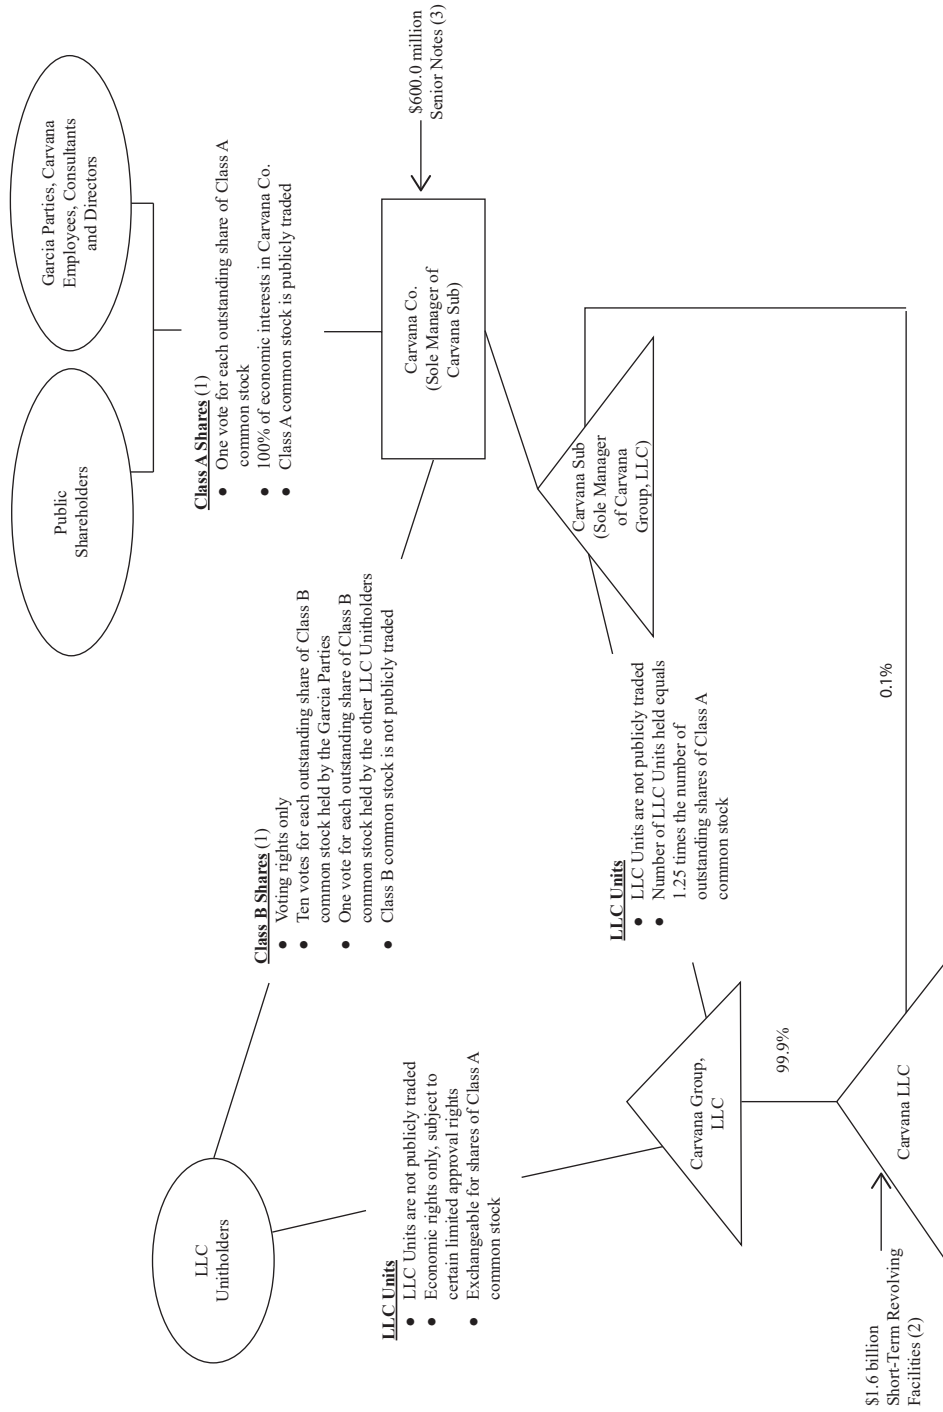 LLC
Unitholders
Public
Shareholders
Garcia Parties, Carvana
Employees, Consultants
and Directors
Class A Shares (1)
● One vote for each outstanding share of Class A
common stock
● 100% of economic interests in Carvana Co.
● Class A common stock is publicly traded
Class B Shares (1)
● Voting rights only
● Ten votes for each outstanding share of Class B
common stock held by the Garcia Parties
● One vote for each outstanding share of Class B
common stock held by the other LLC Unitholders
● Class B common stock is not publicly traded
LLC Units
● LLC Units are not publicly traded
● Economic rights only, subject to
certain limited approval rights
● Exchangeable for shares of Class A
common stock
Carvana Co.
(Sole Manager of
Carvana Sub)
$600.0 million
Senior Notes (3)
Carvana Sub
(Sole Manager
of Carvana
Group, LLC)
LLC Units
● LLC Units are not publicly traded
● Number of LLC Units held equals
1.25 times the number of
outstanding shares of Class A
common stock
Carvana Group,
LLC
99.9%
0.1%
Carvana LLC
$1.6 billion
Short-Term Revolving
Facilities (2)